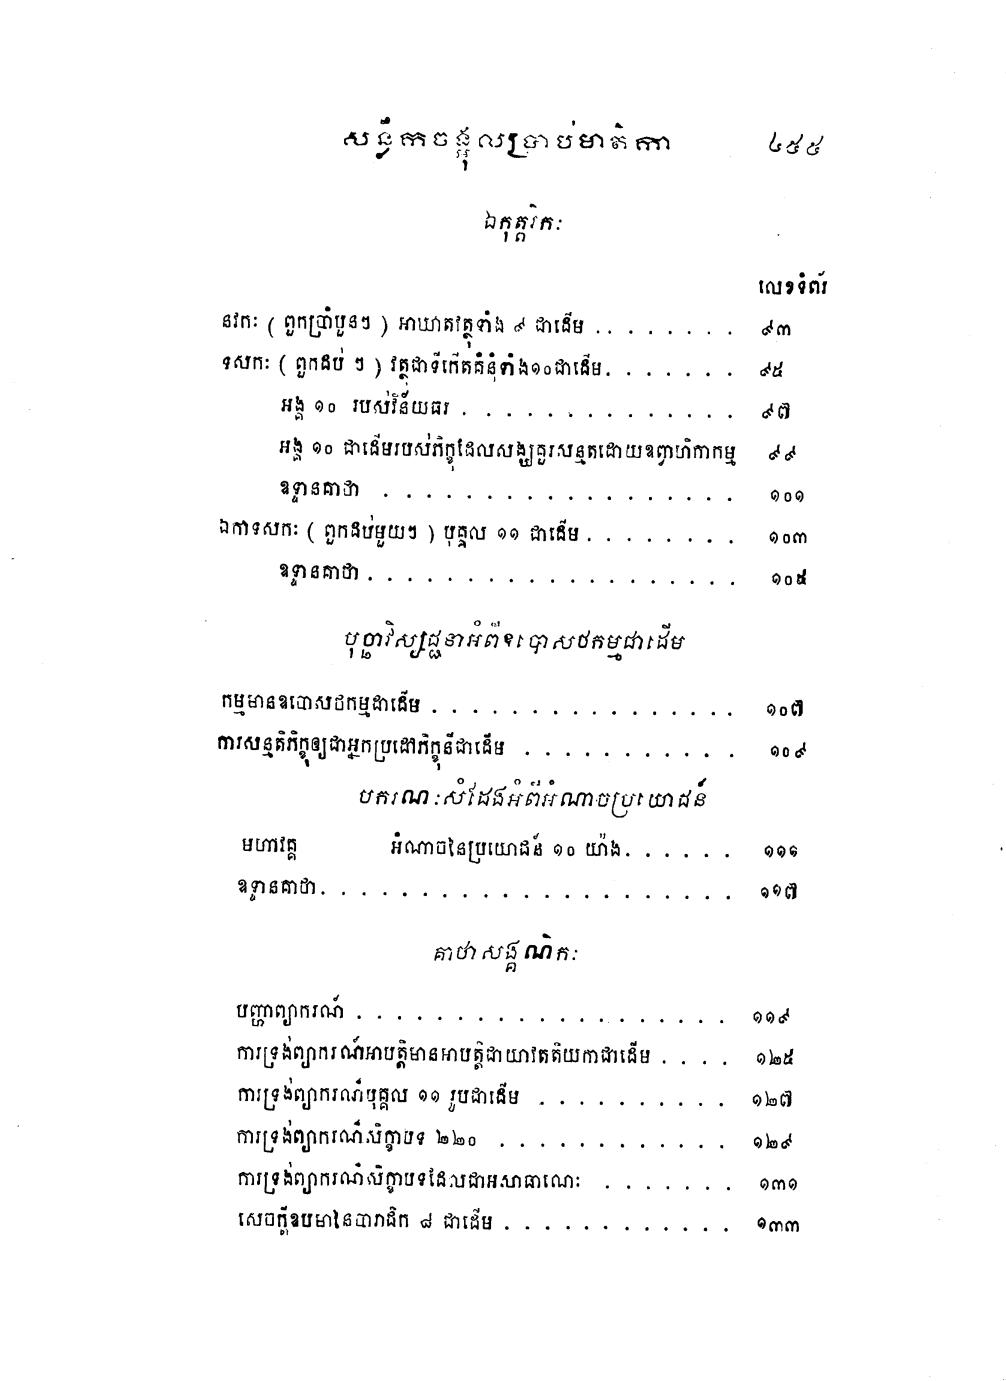 សន្លឹកចង្អុលប្រាប់មាតិកា ៤៥៥
ឯកុត្តរិកៈ
លេខទំព័រ
នវកៈ ( ពួកប្រាំបួនៗ ) អាឃាតវត្ថុទាំង ៩ ជាដើម . . . . . . . . ៩៣
ទសកៈ ( ពួកដប់ ៗ ) វត្ថុជាទីកើតគំនុំទាំង១០ជាដើម. . . . . . . ៩៥
អង្គ ១០ របស់វិន័យធរ . . . . . . . . . . . . . . ៩៧
អង្គ ១០ ជាដើមរបស់ភិក្ខុដែលសង្ឃគួរសន្មតដោយឧព្វាហិកាកម្ម ៩៩
ឧទ្ទានគាថា . . . . . . . . . . . . . . . . . . ១០១
ឯកាទសកៈ ( ពួកដប់មួយៗ ) បុគ្គល ១១ ជាដើម . . . . . . . . ១០៣
ឧទ្ទានគាថា . . . . . . . . . . . . . . . . . . . ១០៥
បុច្ឆាវិស្សជ្ជនាអំពីឧបោសថកម្មជាដើម
កម្មមានឧបោសថកម្មជាដើម . . . . . . . . . . . . . . . . ១០៧
ការសន្មតិភិក្ខុឲ្យជាអ្នកប្រដៅភិក្ខុនីជាដើម . . . . . . . . . . . ១០៩
បករណៈសំដែងអំពីអំណាចប្រយោជន៍
មហាវគ្គ អំណាចនៃប្រយោជន៍ ១០ យ៉ាង. . . . . . ១១១
ឧទ្ទានគាថា. . . . . . . . . . . . . . . . . . . . . ១១៧
គាថាសង្គណិកៈ
បញ្ហាព្យាករណ៍ . . . . . . . . . . . . . . . . . . . ១១៩
ការទ្រង់ព្យាករណ៍អាបត្តិមានអាបត្តិជាយាវតតិយកាជាដើម . . . . ១២៥
ការទ្រង់ព្យាករណ៍បុគ្គល ១១ រូបជាដើម . . . . . . . . . . ១២៧
ការទ្រង់ព្យាករណ៍សិក្ខាបទ ២២០ . . . . . . . . . . . . ១២៩
ការទ្រង់ព្យាករណ៍សិក្ខាបទដែលជាអសាធាណៈ . . . . . . . ១៣១
សេចក្តីឧបមានៃបារាជិក ៨ ជាដើម . . . . . . . . . . . . ១៣៣